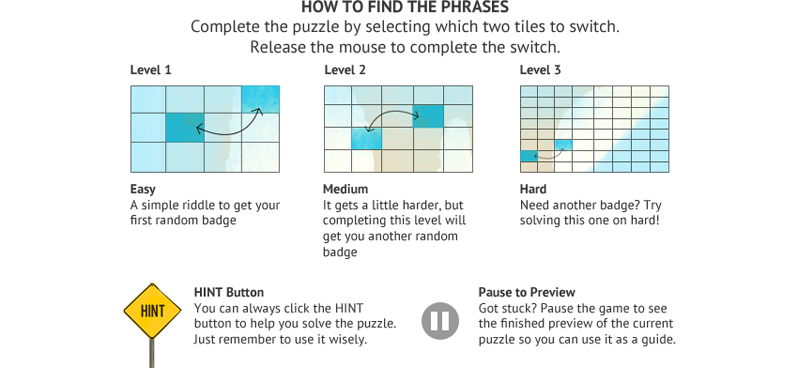 HOW TO FIND THE PHRASES
Complete the puzzle by selecting which two tiles to switch.
Release the mouse to complete the switch.
Level 1
Level 2
Level 3
Easy
A simple riddle to get your
first random badge
Medium
It gets a little harder, but
completing this level will
get you another random
badge
Hard
Need another badge? Try
solving this one on hard!
HINT
HINT Button
You can always click the HINT
button to help you solve the puzzle.
Just remember to use it wisely.
Pause to Preview
Got stuck? Pause the game to see
the finished preview of the current
puzzle so you can use it as a guide.